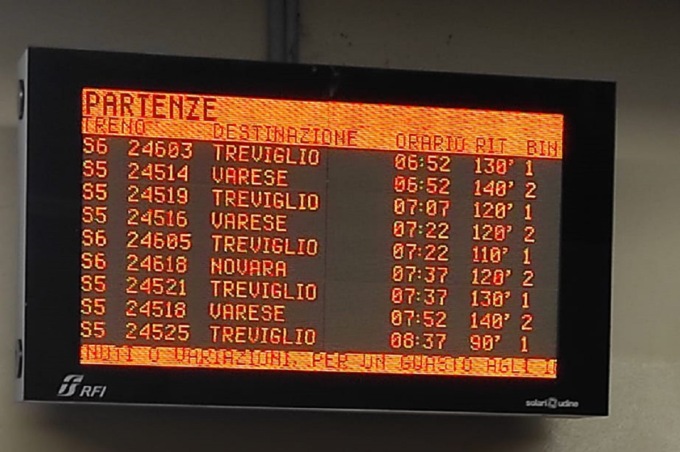 PARTENZE
TRENO DESTINAZIONE ORARIO RIT BIN
S6 24603 TREVIGLIO 06:52 130' 1
S5 24514 VARESE 06:52 140' 2
S5 24519 TREVIGLIO 07:07 120' 1
S5 24516 VARESE 07:22 120' 2
S6 24605 TREVIGLIO 07:22 110' 1
S6 24618 NOVARA 07:37 120' 2
S5 24521 TREVIGLIO 07:37 130' 1
S5 24518 VARESE 07:52 140' 2
S5 24525 TREVIGLIO 08:37 90' 1
NUTI O VARIAZIONI. PER UN GUASTO AGLI I
RFI
solari udine